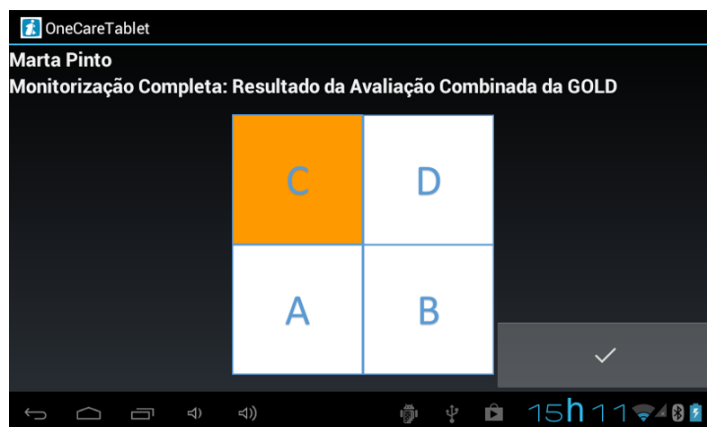 OneCareTablet
Marta Pinto
Monitorização Completa: Resultado da Avaliação Combinada da GOLD
C D
A B
15h11